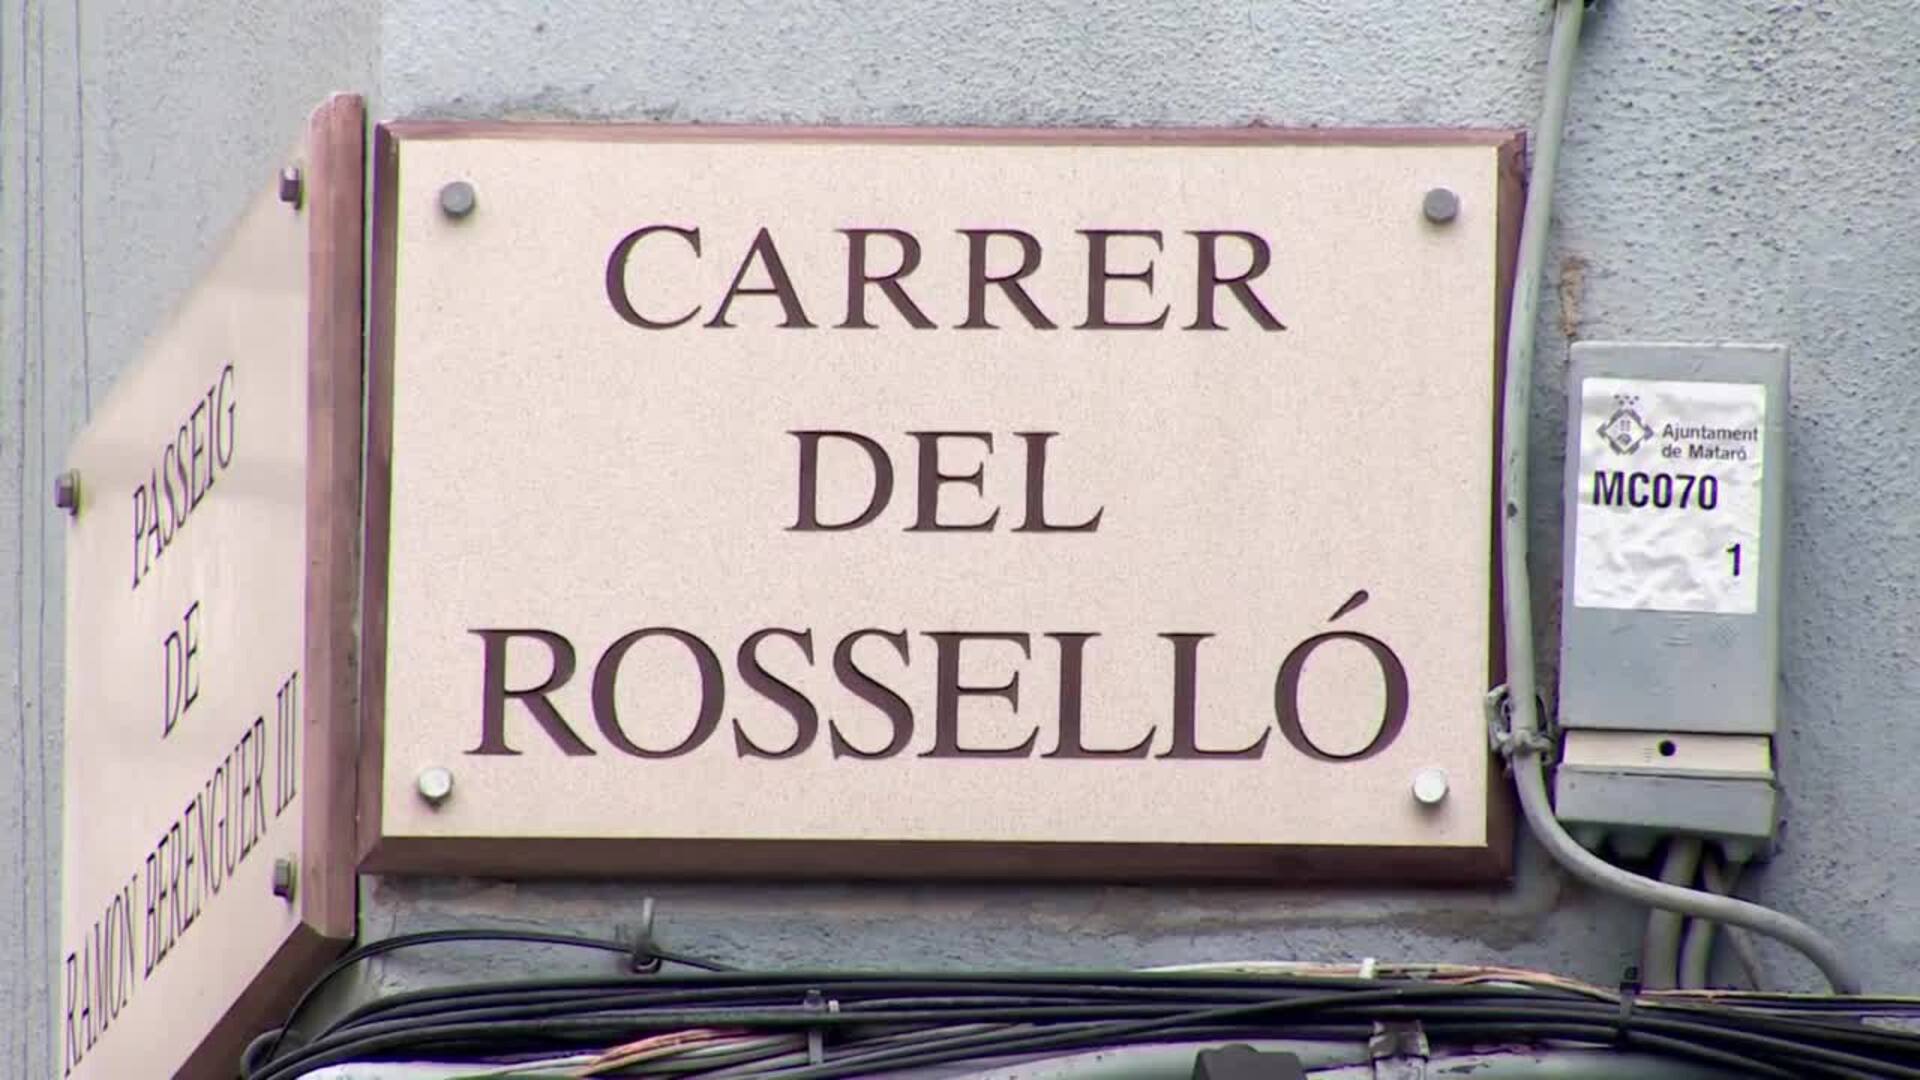 PASSEIG
DE
RAMON BERENGUER III
CARRER
DEL
ROSSELLÓ
Ajuntament
de Mataró
MC070
1